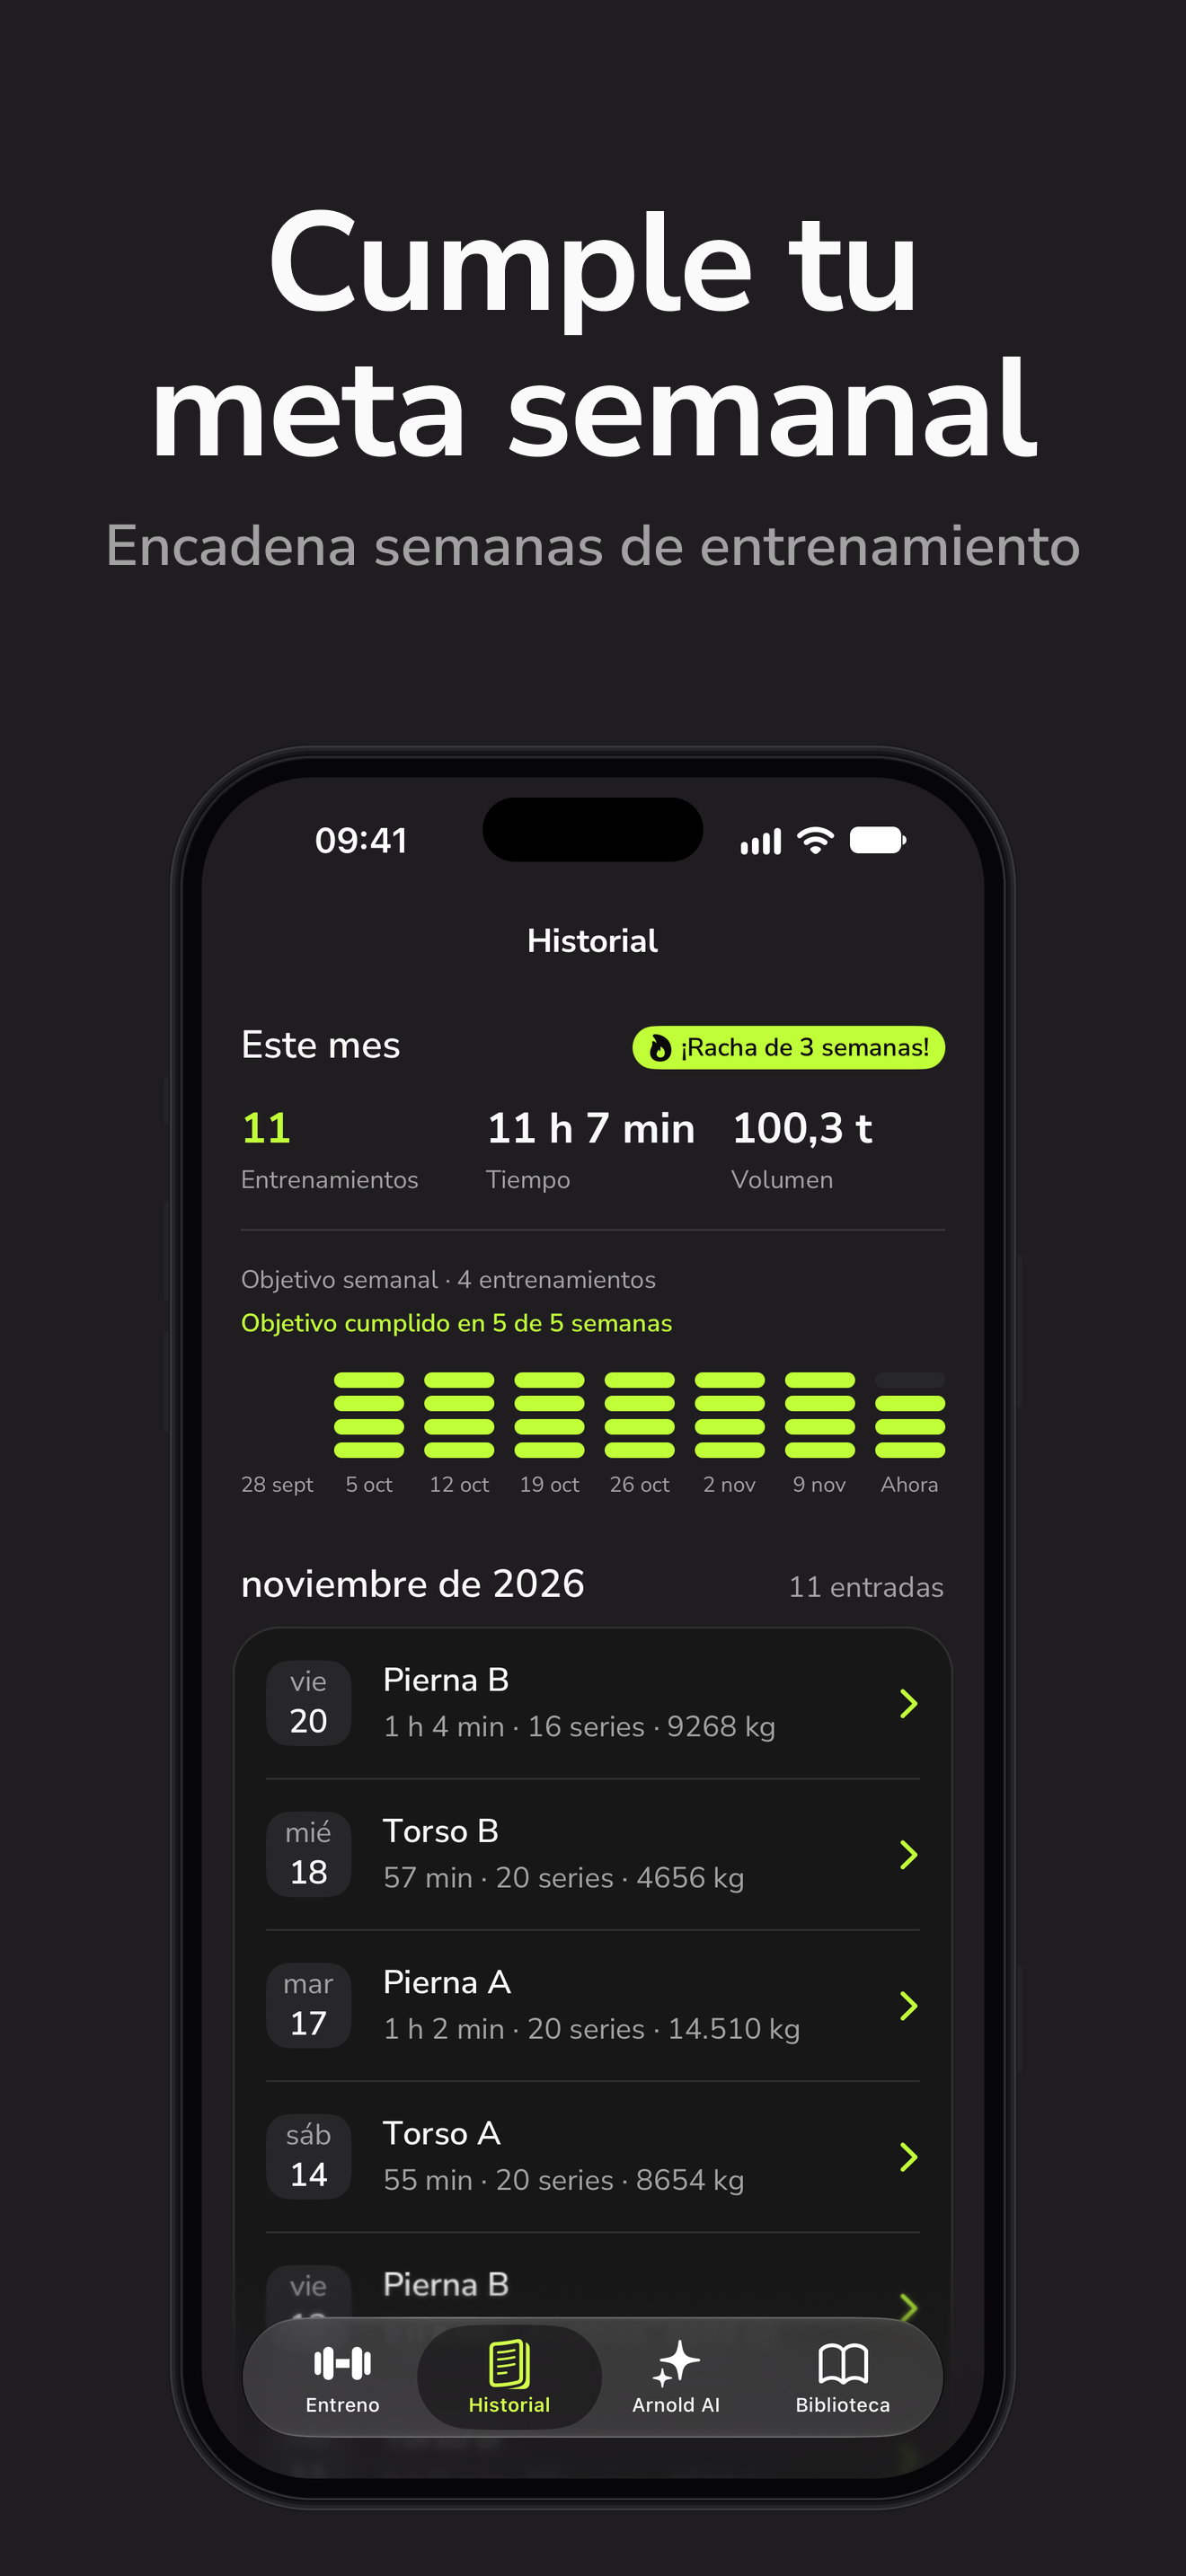 Cumple tu
meta semanal
Encadena semanas de entrenamiento
09:41
Historial
Este mes
¡Racha de 3 semanas!
11
11 h 7 min
100,3 t
Entrenamientos
Tiempo
Volumen
Objetivo semanal · 4 entrenamientos
Objetivo cumplido en 5 de 5 semanas
28 sept
5 oct
12 oct
19 oct
26 oct
2 nov
9 nov
Ahora
noviembre de 2026
11 entradas
vie
20
Pierna B
1 h 4 min · 16 series · 9268 kg
mié
18
Torso B
57 min · 20 series · 4656 kg
mar
17
Pierna A
1 h 2 min · 20 series · 14.510 kg
sáb
14
Torso A
55 min · 20 series · 8654 kg
vie
Pierna B
Entreno
Historial
Arnold AI
Biblioteca